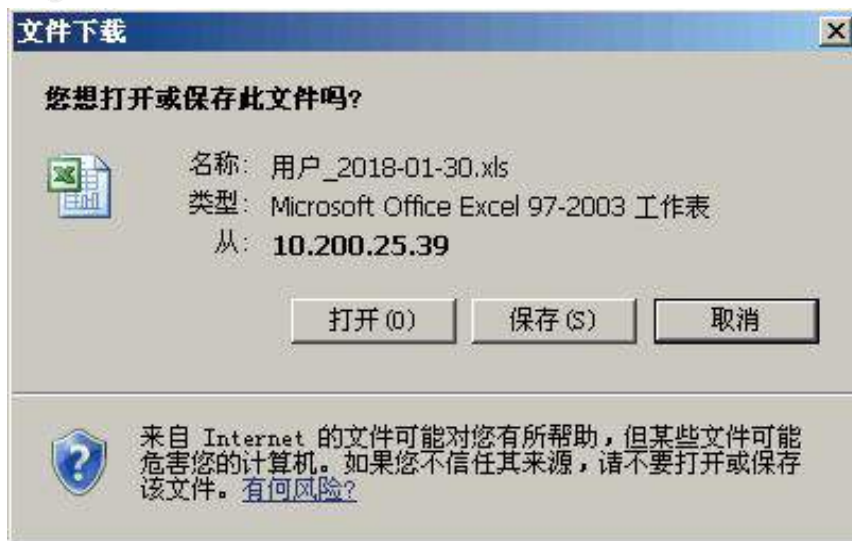 文件下载
您想打开或保存此文件吗?
名称: 用户_2018-01-30.xls
类型: Microsoft Office Excel 97-2003 工作表
从: 10.200.25.39
打开(O) 保存(S) 取消
来自 Internet 的文件可能对您有所帮助，但某些文件可能
危害您的计算机。如果您不信任其来源，请不要打开或保存
该文件。有何风险?